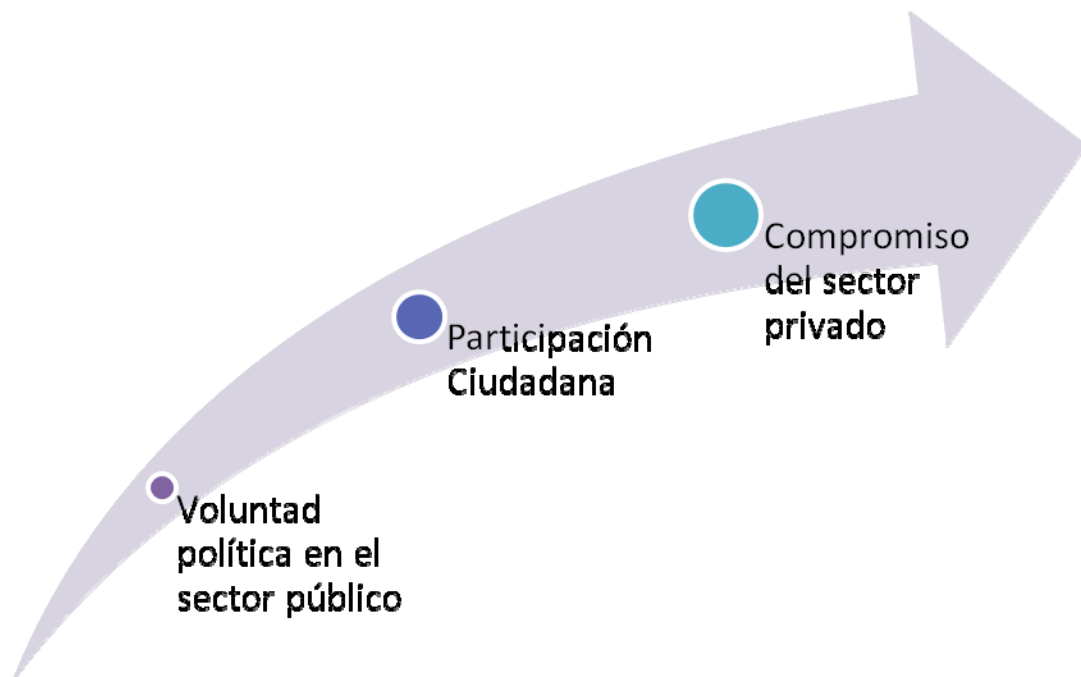 Compromiso
del sector
privado
Participación
Ciudadana
Voluntad
política en el
sector público